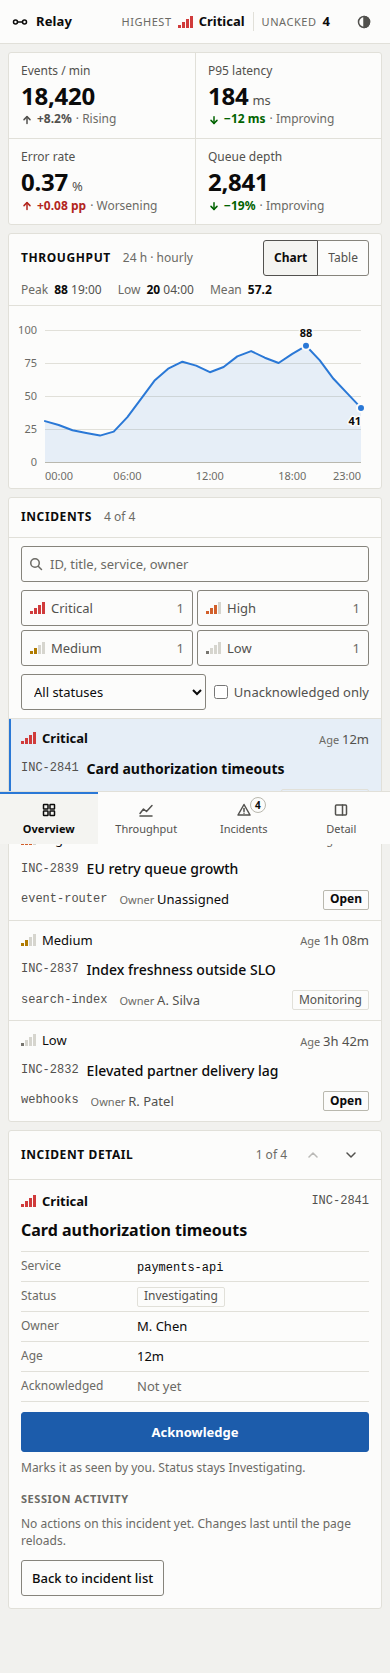 Relay HIGHEST Critical UNACKED 4
Events / min
18,420
+8.2% · Rising
P95 latency
184 ms
−12 ms · Improving
Error rate
0.37 %
+0.08 pp · Worsening
Queue depth
2,841
−19% · Improving
THROUGHPUT 24 h · hourly
Chart Table
Peak 88 19:00 Low 20 04:00 Mean 57.2
100
75
50
25
0
88
41
00:00 06:00 12:00 18:00 23:00
INCIDENTS 4 of 4
ID, title, service, owner
Critical 1
High 1
Medium 1
Low 1
All statuses Unacknowledged only
Critical Age 12m
INC-2841 Card authorization timeouts
Overview Throughput Incidents 4 Detail
INC-2839 EU retry queue growth
event-router Owner Unassigned Open
Medium Age 1h 08m
INC-2837 Index freshness outside SLO
search-index Owner A. Silva Monitoring
Low Age 3h 42m
INC-2832 Elevated partner delivery lag
webhooks Owner R. Patel Open
INCIDENT DETAIL 1 of 4
Critical INC-2841
Card authorization timeouts
Service payments-api
Status Investigating
Owner M. Chen
Age 12m
Acknowledged Not yet
Acknowledge
Marks it as seen by you. Status stays Investigating.
SESSION ACTIVITY
No actions on this incident yet. Changes last until the page
reloads.
Back to incident list